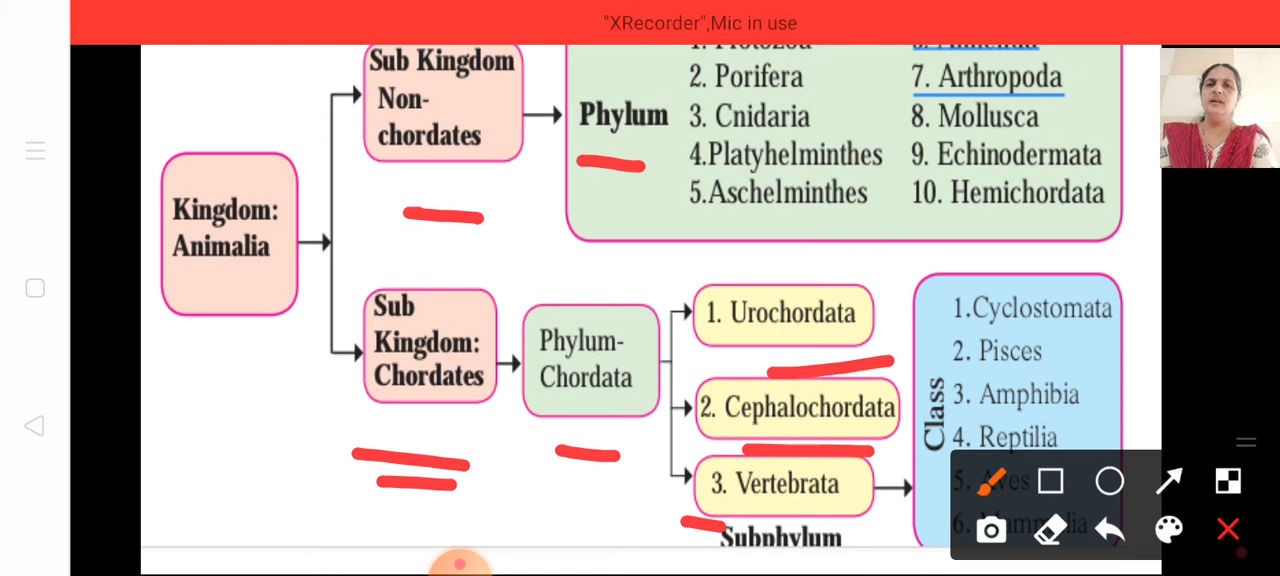 "XRecorder",Mic in use
Sub Kingdom
Non-
chordates
Phylum
2. Porifera
3. Cnidaria
4.Platyhelminthes
5.Aschelminthes
7. Arthropoda
8. Mollusca
9. Echinodermata
10. Hemichordata
Kingdom:
Animalia
Sub
Kingdom:
Chordates
Phylum-
Chordata
1. Urochordata
2. Cephalochordata
3. Vertebrata
Subphylum
Class
1.Cyclostomata
2. Pisces
3. Amphibia
4. Reptilia
5. Aves